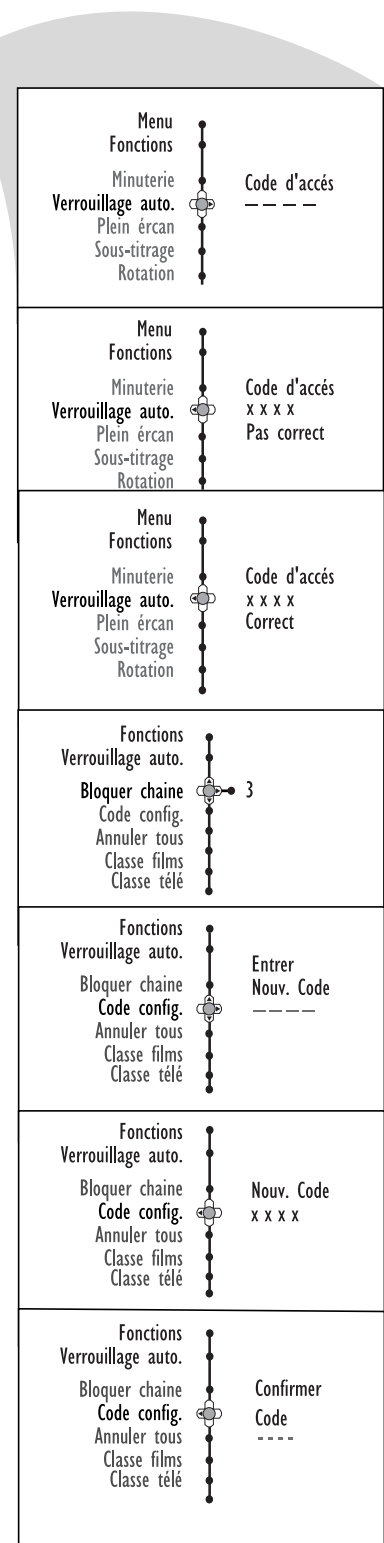 Menu
Fonctions
Minuterie
Verrouillage auto.
Pleinércan
Sous-titrage
Rotation
Code d'accés
_ _ _ _
Menu
Fonctions
Minuterie
Verrouillage auto.
Plein ércan
Sous-titrage
Rotation
Code d'accés
x x x x
Pas correct
Menu
Fonctions
Minuterie
Verrouillage auto.
Plein ércan
Sous-titrage
Rotation
Code d'accés
x x x x
Correct
Fonctions
Verrouillage auto.
Bloquer chaine
Code config.
Annuler tous
Classe films
Classe télé
3
Fonctions
Verrouillage auto.
Bloquer chaine
Code config.
Annuler tous
Classe films
Classe télé
Entrer
Nouv. Code
_ _ _ _
Fonctions
Verrouillage auto.
Bloquer chaine
Code config.
Annuler tous
Classe films
Classe télé
Nouv. Code
x x x x
Fonctions
Verrouillage auto.
Bloquer chaine
Code config.
Annuler tous
Classe films
Classe télé
Confirmer
Code
- - - -